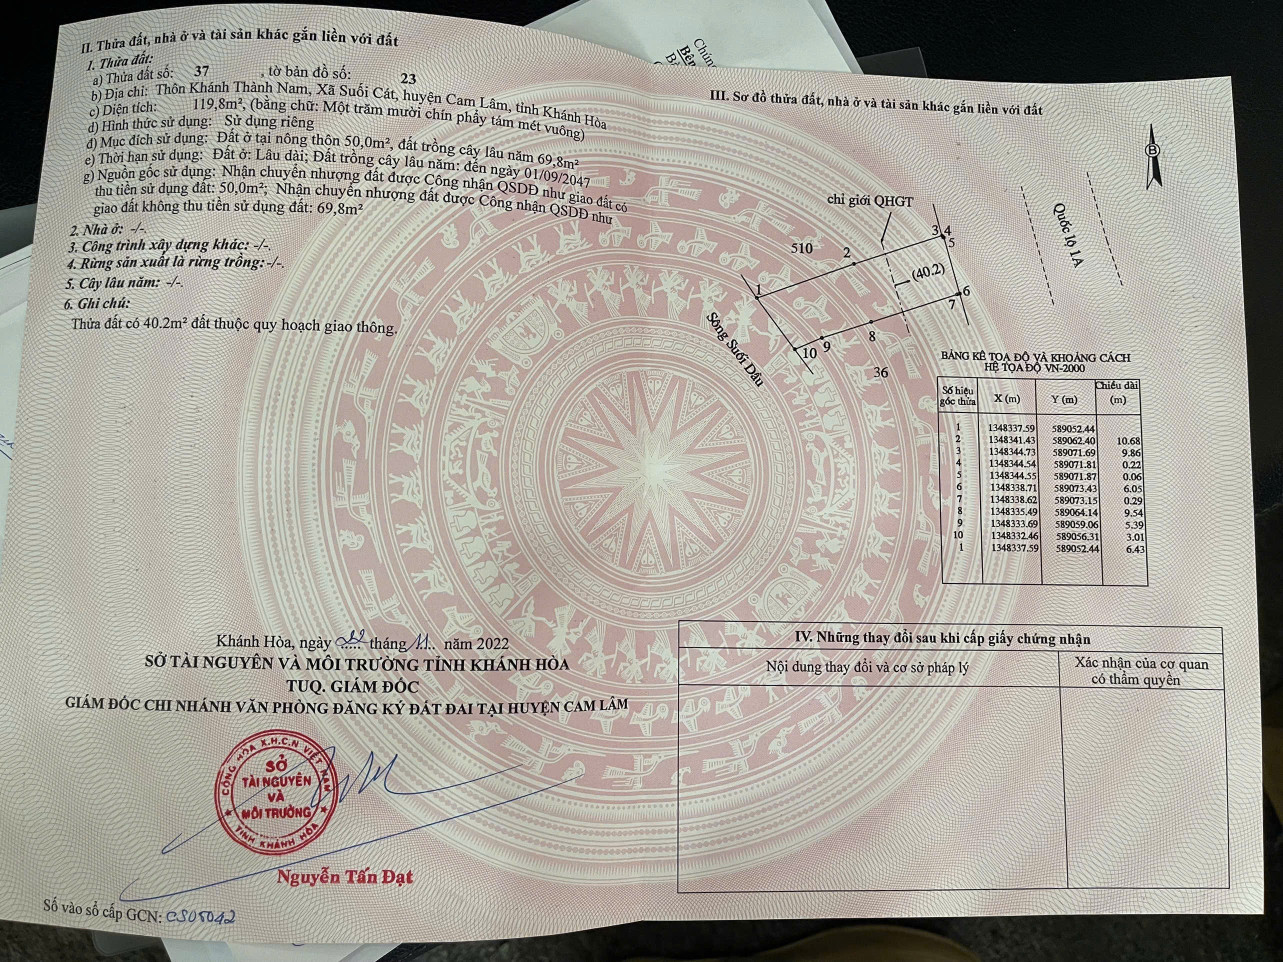 II. Thửa đất, nhà ở và tài sản khác gắn liền với đất
1. Thửa đất:
a) Thửa đất số: 37 , tờ bản đồ số: 23
b) Địa chỉ: Thôn Khánh Thành Nam, Xã Suối Cát, huyện Cam Lâm, tỉnh Khánh Hòa
c) Diện tích: 119,8m², (bằng chữ: Một trăm mười chín phẩy tám mét vuông)
d) Hình thức sử dụng: Sử dụng riêng
đ) Mục đích sử dụng: Đất ở tại nông thôn 50,0m², đất trồng cây lâu năm 69,8m²
e) Thời hạn sử dụng: Đất ở: Lâu dài; Đất trồng cây lâu năm: đến ngày 01/09/2047
g) Nguồn gốc sử dụng: Nhận chuyển nhượng đất được Công nhận QSDĐ như giao đất có
thu tiền sử dụng đất: 50,0m²; Nhận chuyển nhượng đất được Công nhận QSDĐ như
giao đất không thu tiền sử dụng đất: 69,8m²
2. Nhà ở: -/-.
3. Công trình xây dựng khác: -/-.
4. Rừng sản xuất là rừng trồng: -/-.
5. Cây lâu năm: -/-.
6. Ghi chú:
Thửa đất có 40.2m² đất thuộc quy hoạch giao thông.
Khánh Hòa, ngày 22 tháng 11 năm 2022
SỞ TÀI NGUYÊN VÀ MÔI TRƯỜNG TỈNH KHÁNH HÒA
TUQ. GIÁM ĐỐC
GIÁM ĐỐC CHI NHÁNH VĂN PHÒNG ĐĂNG KÝ ĐẤT ĐAI TẠI HUYỆN CAM LÂM
CỘNG HÒA X.H.C.N VIỆT NAM
SỞ
TÀI NGUYÊN
VÀ
MÔI TRƯỜNG
TỈNH KHÁNH HÒA
Nguyễn Tấn Đạt
Số vào sổ cấp GCN: CS05042
III. Sơ đồ thửa đất, nhà ở và tài sản khác gắn liền với đất
B
chỉ giới QHGT
Quốc lộ 1A
510
1
2
3
4
5
(40.2)
6
7
8
9
10
36
Sông Suối Dầu
BẢNG KÊ TỌA ĐỘ VÀ KHOẢNG CÁCH
HỆ TỌA ĐỘ VN-2000
Số hiệu góc thửa X (m) Y (m) Chiều dài (m)
1 1348337.59 589052.44
2 1348341.43 589062.40 10.68
3 1348344.73 589071.69 9.86
4 1348344.54 589071.81 0.22
5 1348344.55 589071.87 0.06
6 1348338.71 589073.43 6.05
7 1348338.62 589073.15 0.29
8 1348335.49 589064.14 9.54
9 1348333.69 589059.06 5.39
10 1348332.46 589056.31 3.01
1 1348337.59 589052.44 6.43
IV. Những thay đổi sau khi cấp giấy chứng nhận
Nội dung thay đổi và cơ sở pháp lý
Xác nhận của cơ quan
có thẩm quyền